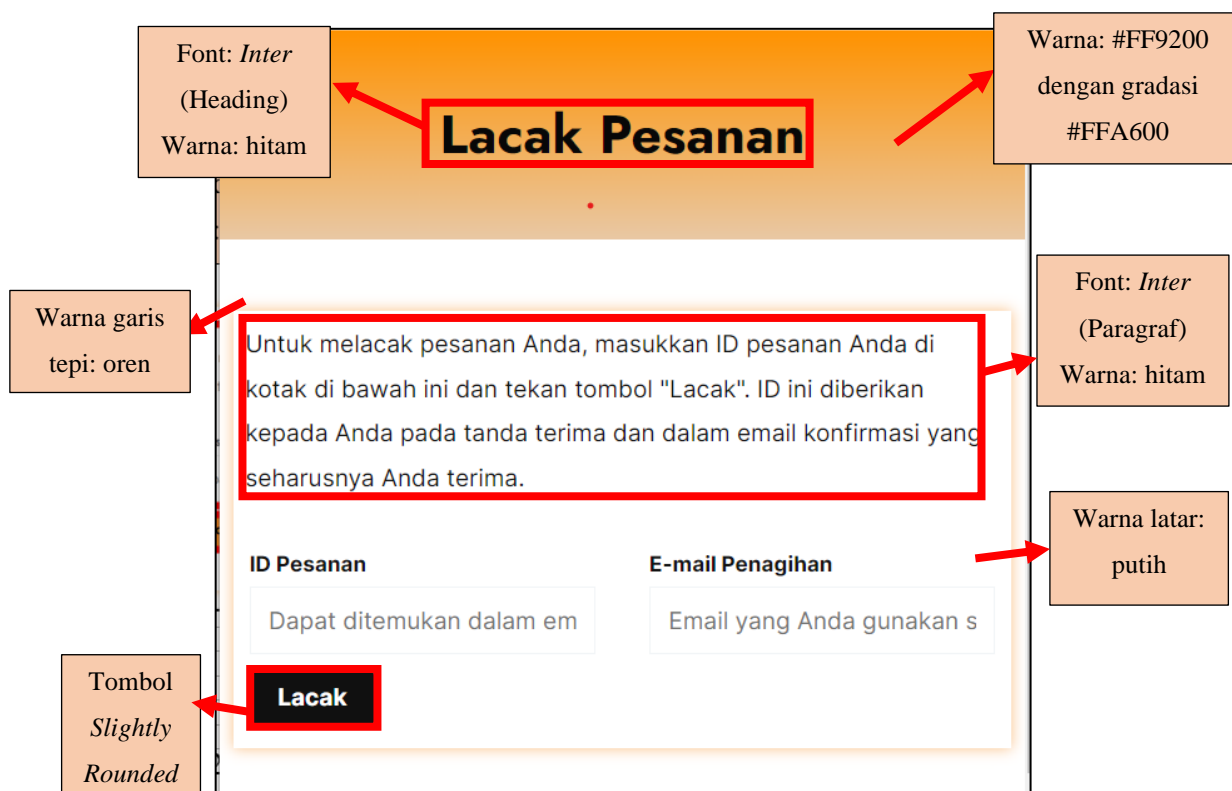 Font: Inter
(Heading)
Warna: hitam
Lacak Pesanan
Warna: #FF9200
dengan gradasi
#FFA600
Warna garis
tepi: oren
Untuk melacak pesanan Anda, masukkan ID pesanan Anda di
kotak di bawah ini dan tekan tombol "Lacak". ID ini diberikan
kepada Anda pada tanda terima dan dalam email konfirmasi yang
seharusnya Anda terima.
Font: Inter
(Paragraf)
Warna: hitam
ID Pesanan
E-mail Penagihan
Dapat ditemukan dalam em
Email yang Anda gunakan s
Warna latar:
putih
Lacak
Tombol
Slightly
Rounded